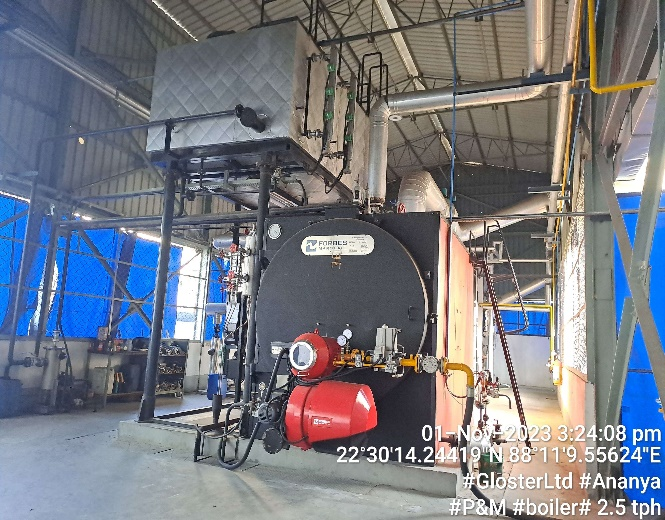 FORBES
01-Nov-2023 3:24:08 pm
22°30'14.24419"N 88°11'9.55624"E
#GlosterLtd #Ananya
#P&M #boiler# 2.5 tph